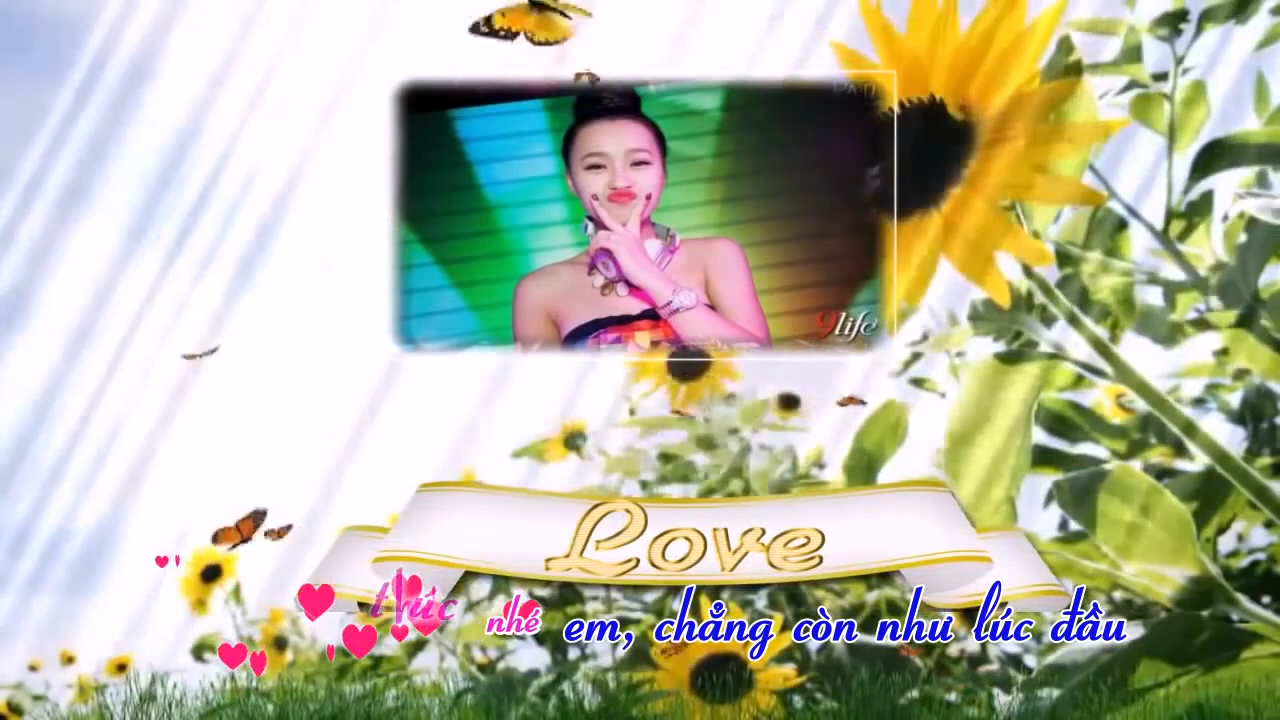 9life
Love
thức nhé em, chẳng còn như lúc đầu